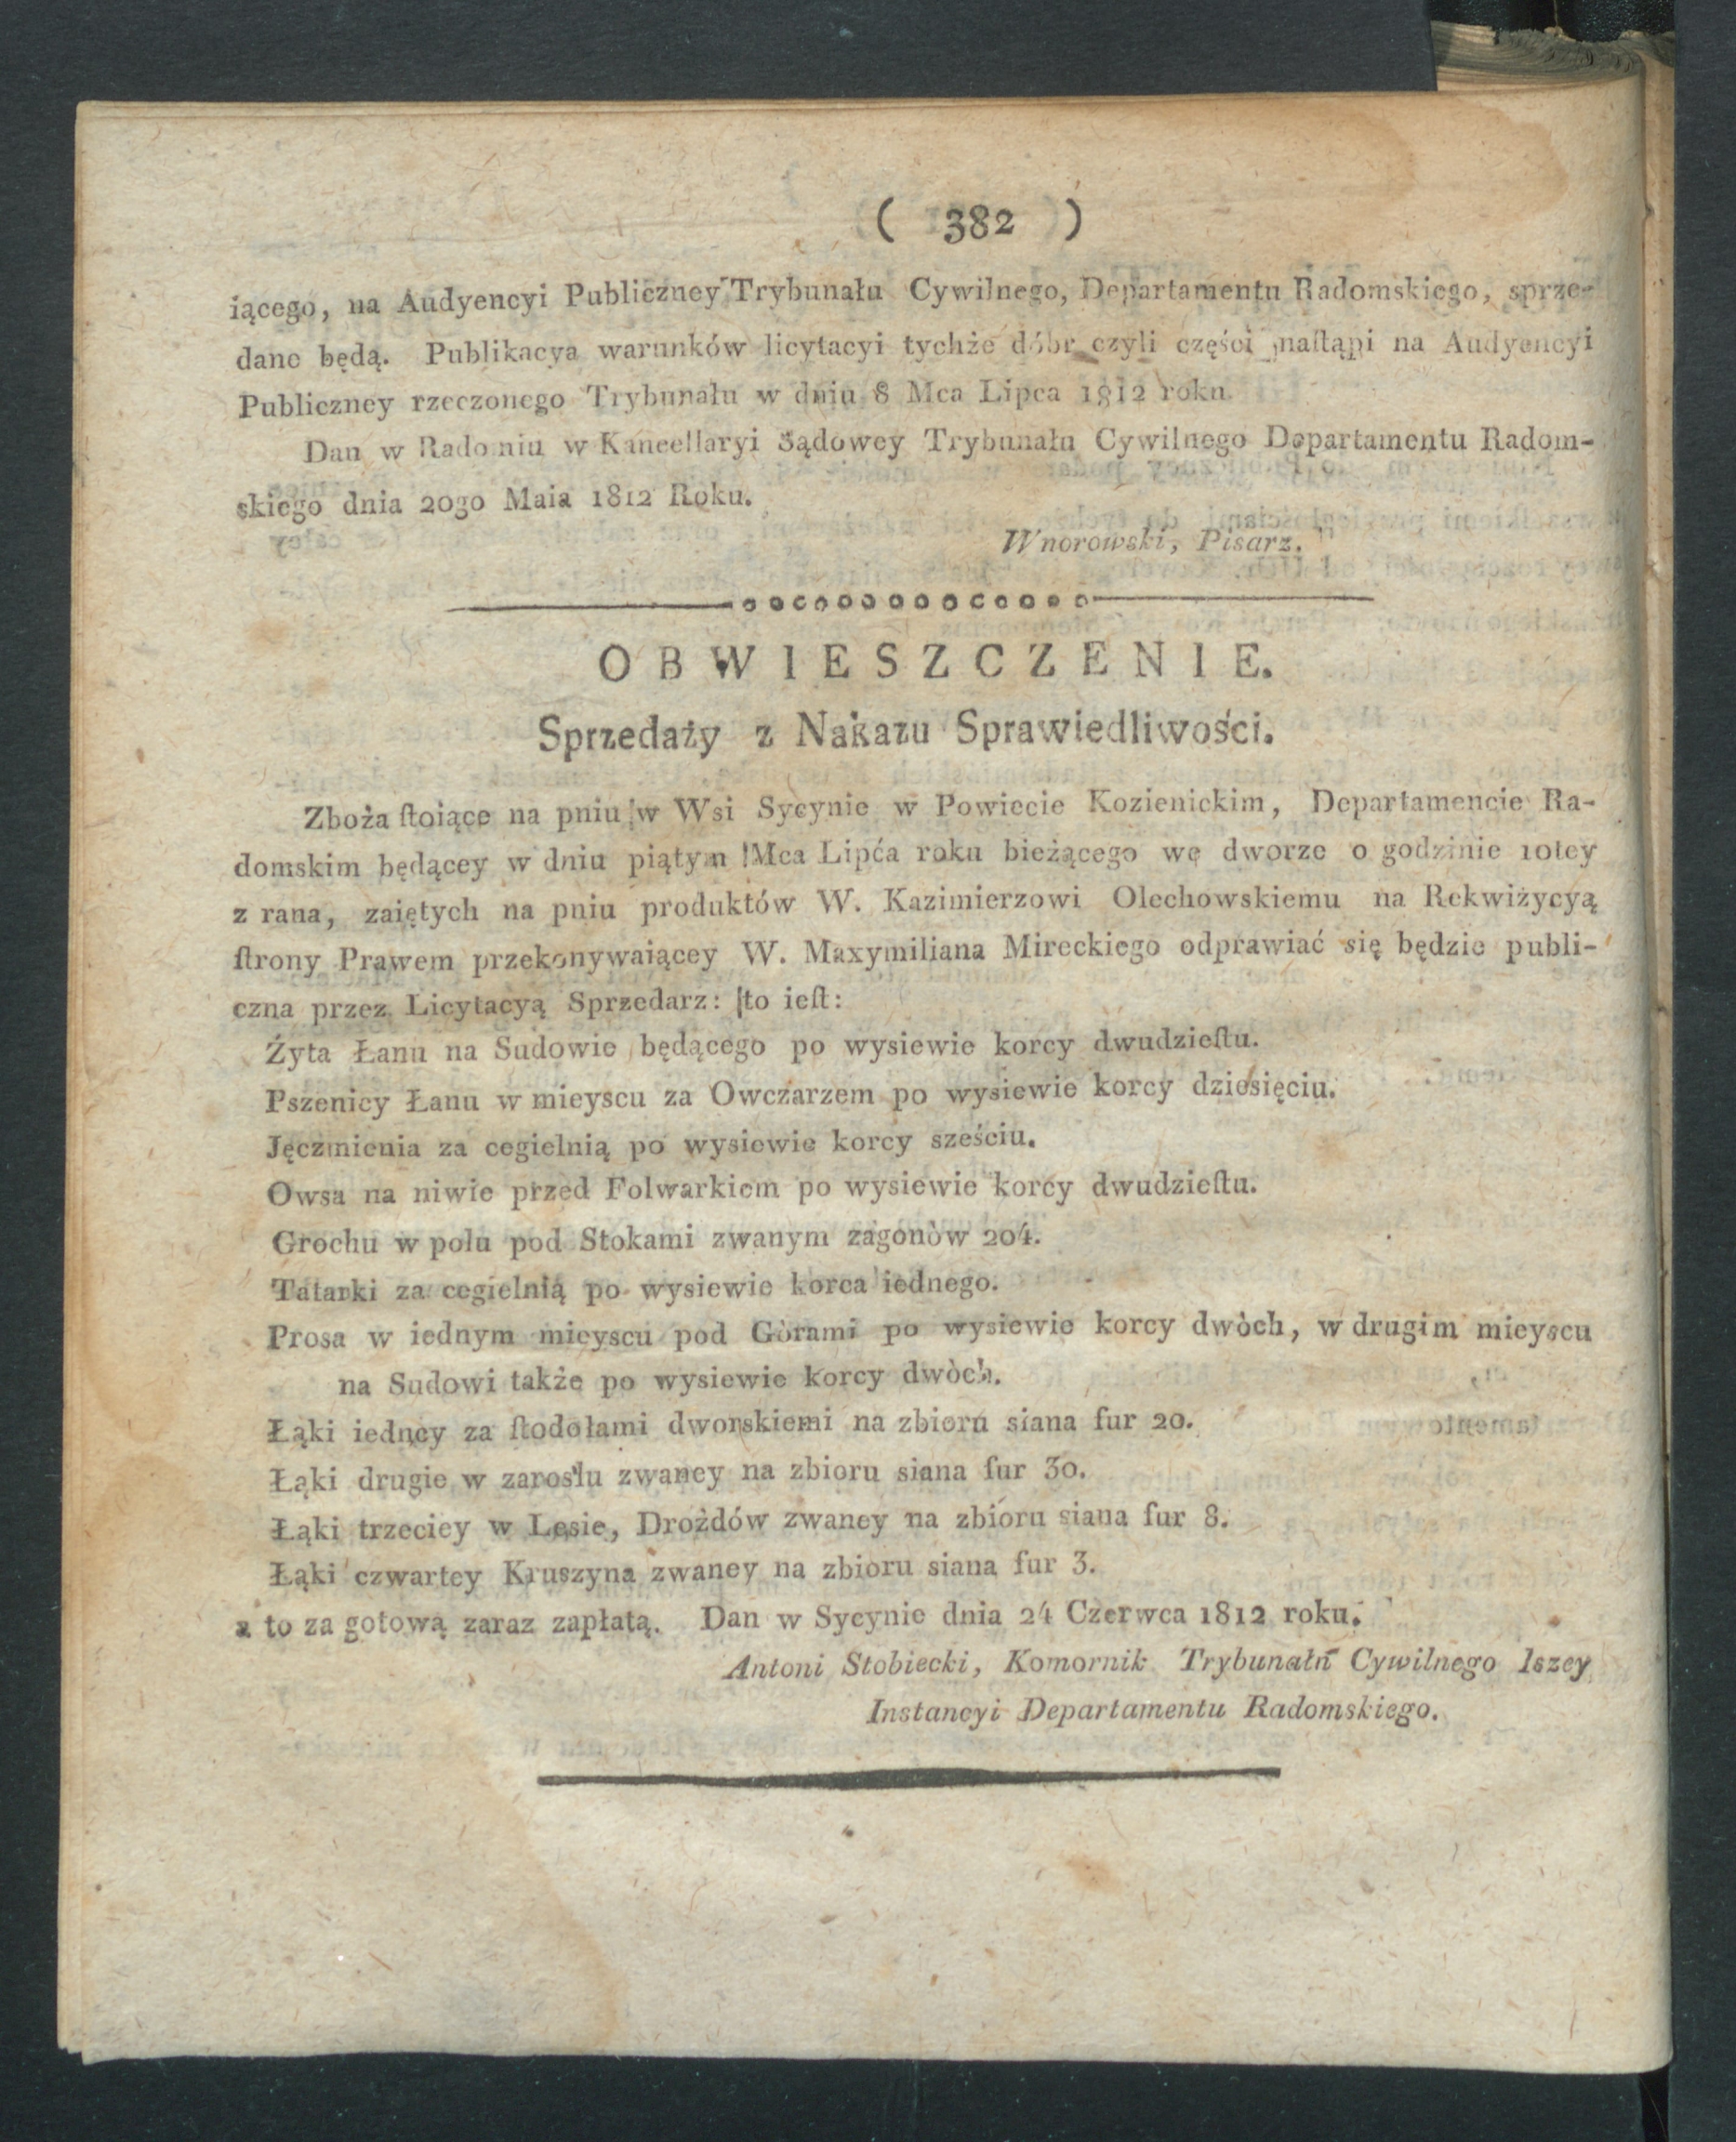 ( 382 )
iącego, na Audyencyi Publiczney Trybunału Cywilnego, Departamentu Radomskiego, sprze-
dane będą. Publikacya warunków licytacyi tychże dóbr czyli części naſtąpi na Audyencyi
Publiczney rzeczonego Trybunału w dniu 8 Mca Lipca 1812 roku.
Dan w Radomiu w Kancellaryi Sądowey Trybunału Cywilnego Departamentu Radom-
skiego dnia 20go Maia 1812 Roku.
Wnorowski, Pisarz.
OBWIESZCZENIE.
Sprzedaży z Nakazu Sprawiedliwości.
Zboża ſtoiące na pniu w Wsi Sycynie w Powiecie Kozienickim, Departamencie Ra-
domskim będącey w dniu piątym Mca Lipća roku bieżącego we dworze o godzinie 10tey
z rana, zaiętych na pniu produktów W. Kazimierzowi Olechowskiemu na Rekwiżycyą
ſtrony Prawem przekonywaiącey W. Maxymiliana Mireckiego odprawiać się będzie publi-
czna przez Licytacyą Sprzedarz: to ieſt:
Źyta Łanu na Sudowie będącego po wysiewie korcy dwudzieſtu.
Pszenicy Łanu w mieyscu za Owczarzem po wysiewie korcy dziesięciu.
Jęczmienia za cegielnią po wysiewie korcy sześciu.
Owsa na niwie przed Folwarkiem po wysiewie korcy dwudzieſtu.
Grochu w polu pod Stokami zwanym zagonòw 204.
Tatarki za cegielnią po wysiewie korca iednego.
Prosa w iednym mieyscu pod Gòrami po wysiewie korcy dwòch, w drugim mieyscu
na Sudowi także po wysiewie korcy dwòch.
Łąki iedney za ſtodołami dworskiemi na zbioru siana fur 20.
Łąki drugie w zaroslu zwaney na zbioru siana fur 30.
Łąki trzeciey w Lesie, Drożdów zwaney na zbioru siana fur 8.
Łąki czwartey Kruszyna zwaney na zbioru siana fur 3.
a to za gotową zaraz zapłatą. Dan w Sycynie dnia 24 Czerwca 1812 roku.
Antoni Stobiecki, Komornik Trybunału Cywilnego 1szey
Instancyi Departamentu Radomskiego.